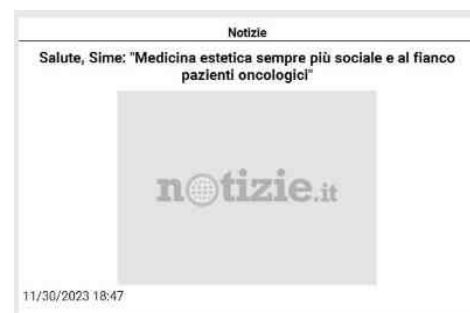 Notizie
Salute, Sime: "Medicina estetica sempre più sociale e al fianco
pazienti oncologici"
notizie.it
11/30/2023 18:47